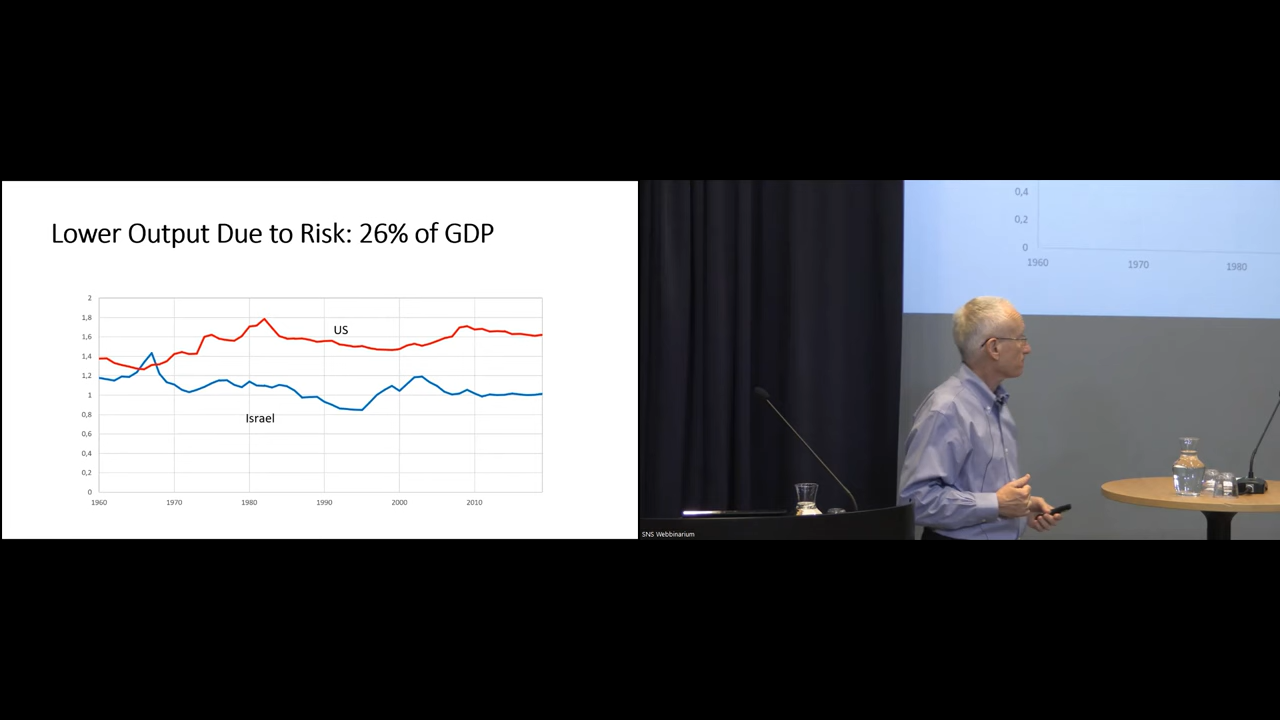 Lower Output Due to Risk: 26% of GDP
2
1,8
1,6
1,4
1,2
1
0,8
0,6
0,4
0,2
0
US
Israel
1960 1970 1980 1990 2000 2010
0,4
0,2
0
1960 1970 1980
SNS Webbinarium